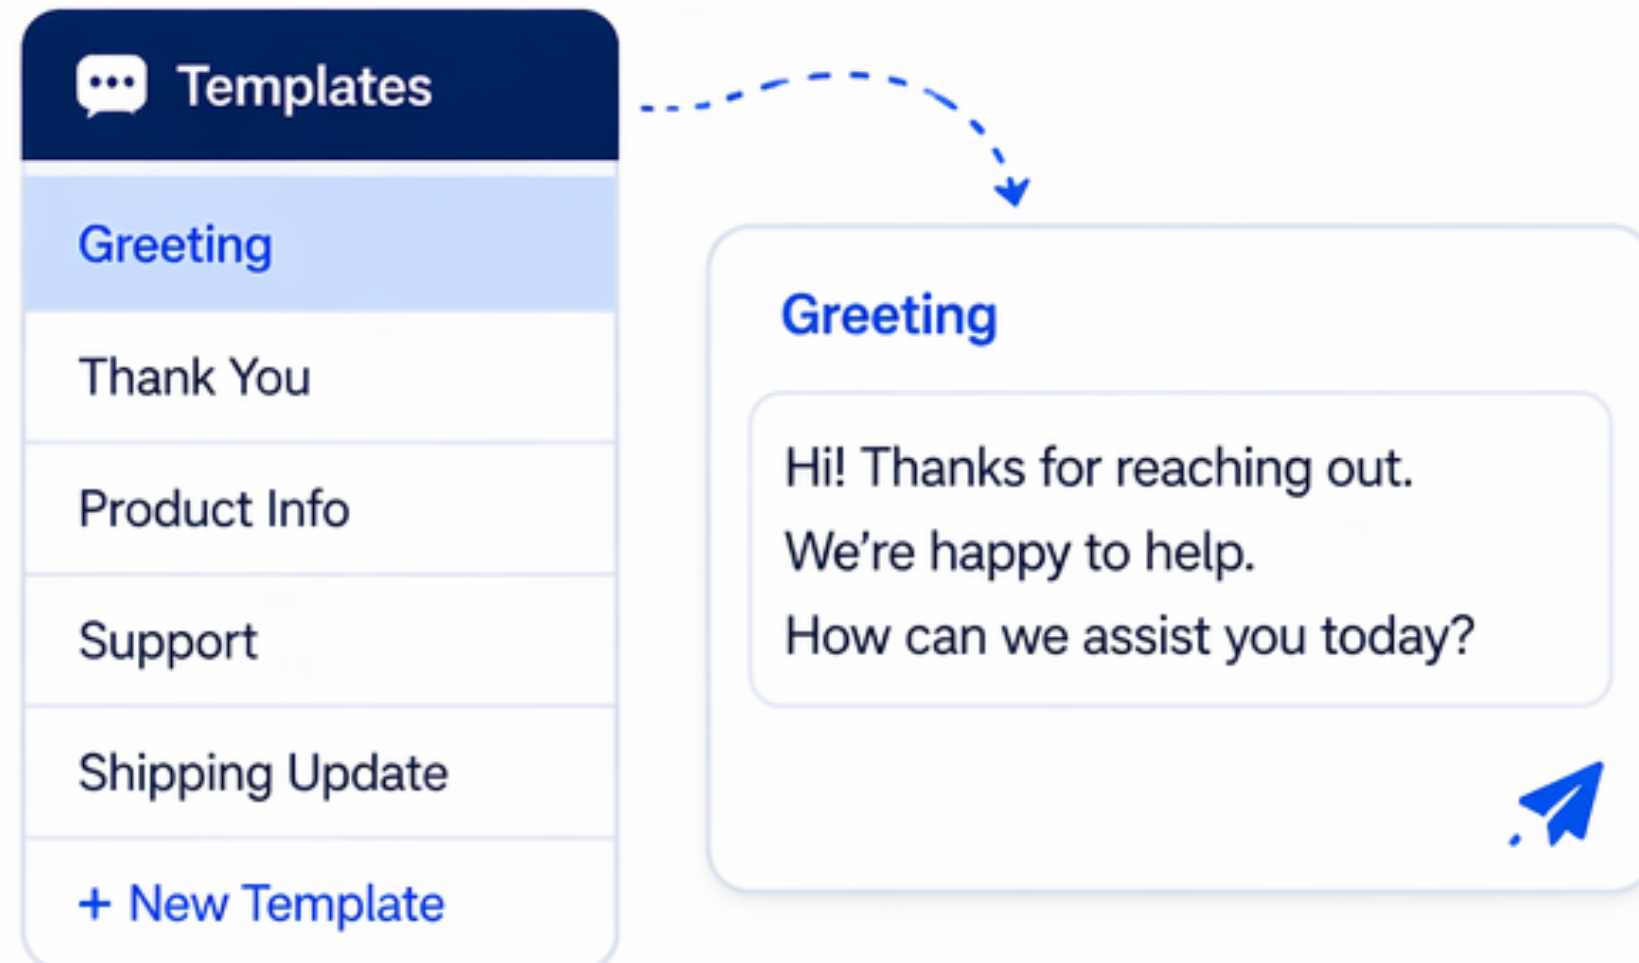 Templates
Greeting
Thank You
Product Info
Support
Shipping Update
+ New Template
Greeting
Hi! Thanks for reaching out.
We’re happy to help.
How can we assist you today?